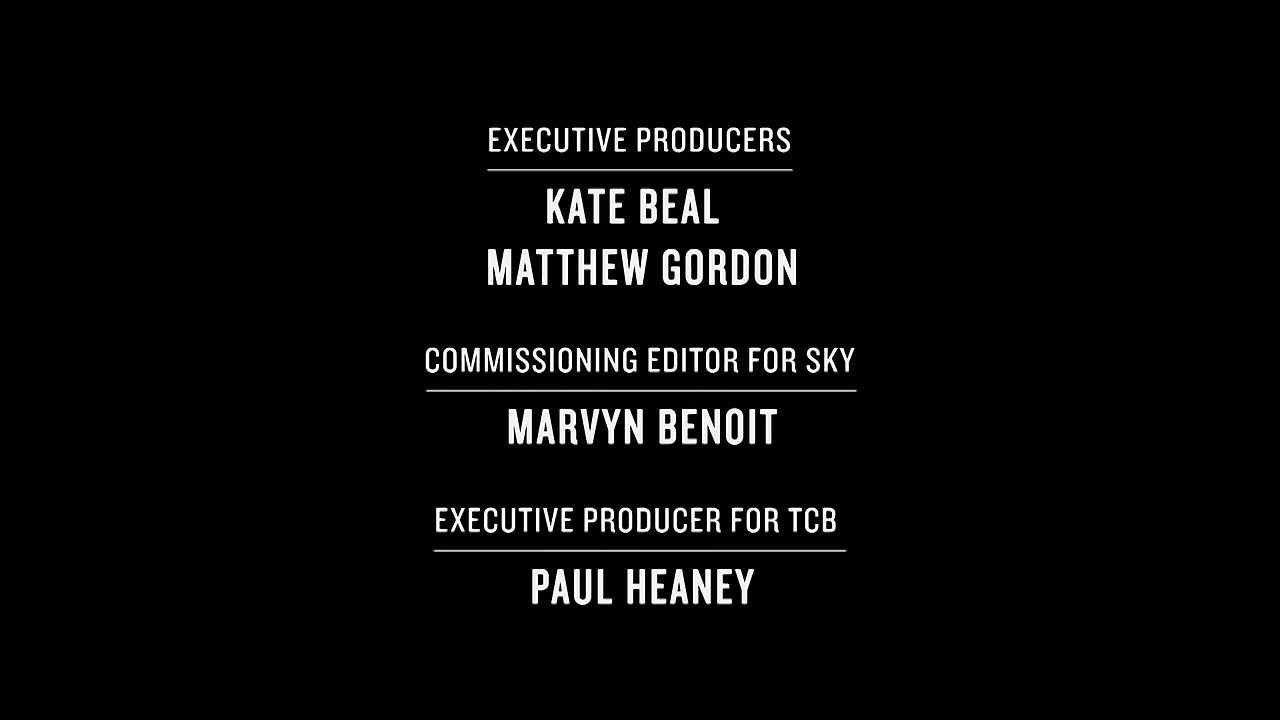 EXECUTIVE PRODUCERS
KATE BEAL
MATTHEW GORDON
COMMISSIONING EDITOR FOR SKY
MARVYN BENOIT
EXECUTIVE PRODUCER FOR TCB
PAUL HEANEY